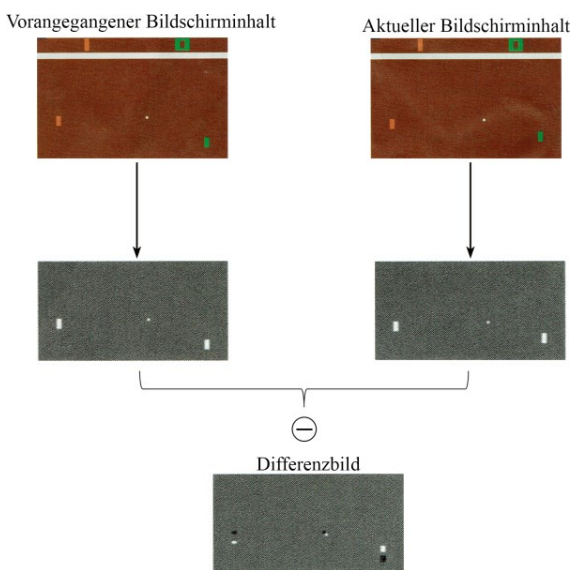 Vorangegangener Bildschirminhalt
Aktueller Bildschirminhalt
Differenzbild